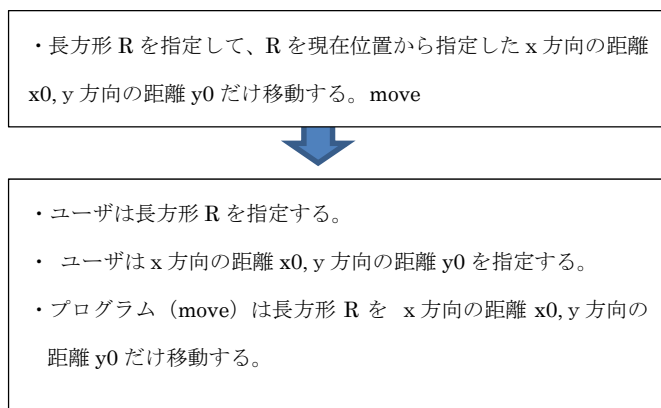 ・長方形 R を指定して、R を現在位置から指定した x 方向の距離
x0, y 方向の距離 y0 だけ移動する。move
・ユーザは長方形 R を指定する。
・ ユーザは x 方向の距離 x0, y 方向の距離 y0 を指定する。
・プログラム（move）は長方形 R を x 方向の距離 x0, y 方向の
距離 y0 だけ移動する。